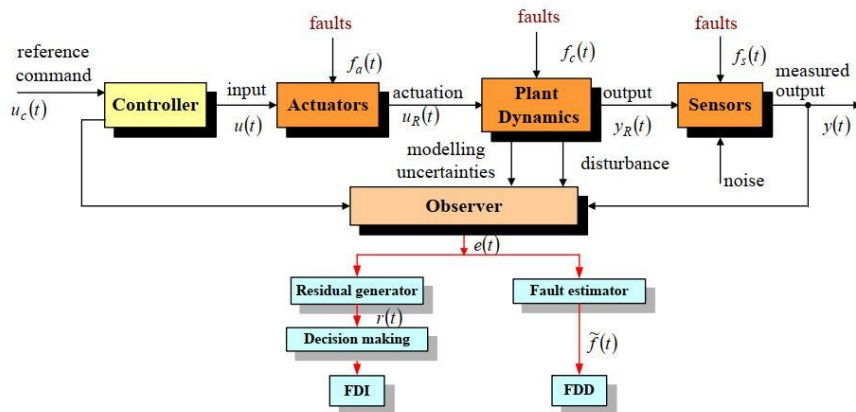 faults
faults
faults
reference
command
u_c(t)
Controller
input
u(t)
f_a(t)
Actuators
actuation
u_R(t)
f_c(t)
Plant
Dynamics
output
y_R(t)
f_s(t)
Sensors
measured
output
y(t)
modelling
uncertainties
disturbance
noise
Observer
e(t)
Residual generator
Fault estimator
r(t)
Decision making
f̃(t)
FDI
FDD